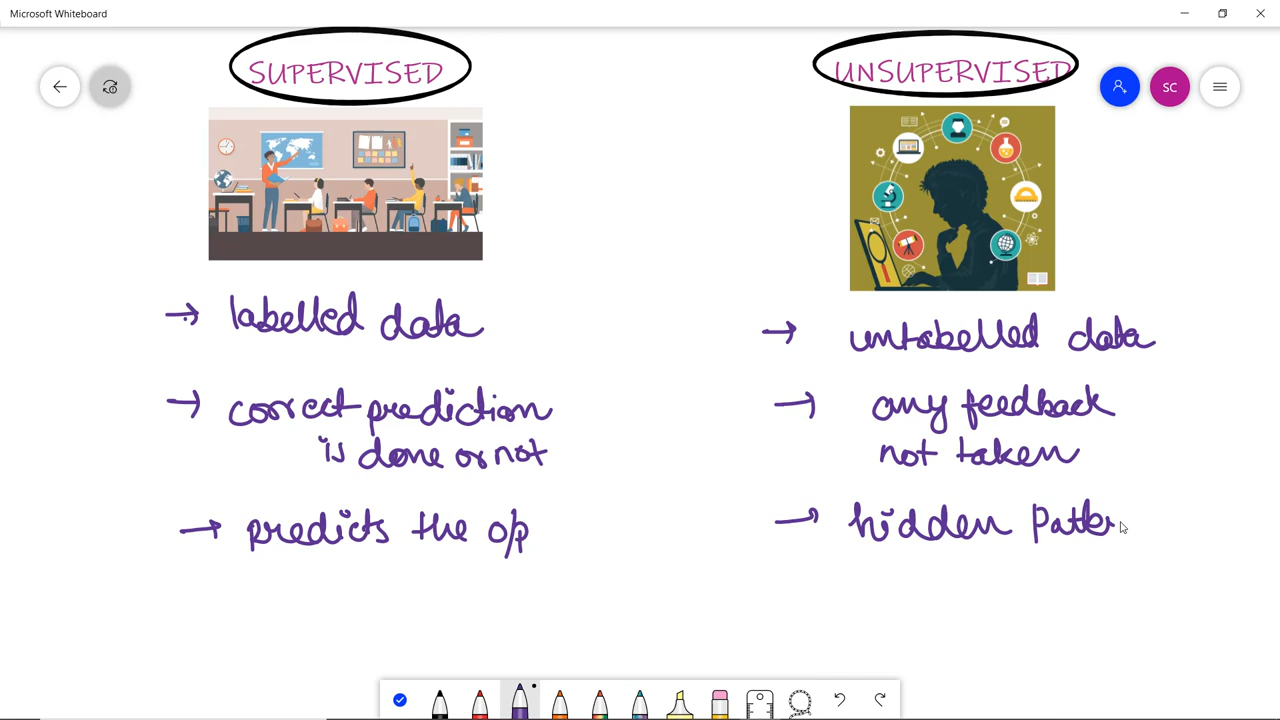 Microsoft Whiteboard
SUPERVISED
UNSUPERVISED
SC
→ labelled data
→ correct prediction
is done or not
→ predicts the o/p
→ unlabelled data
→ any feedback
not taken
→ hidden Patter